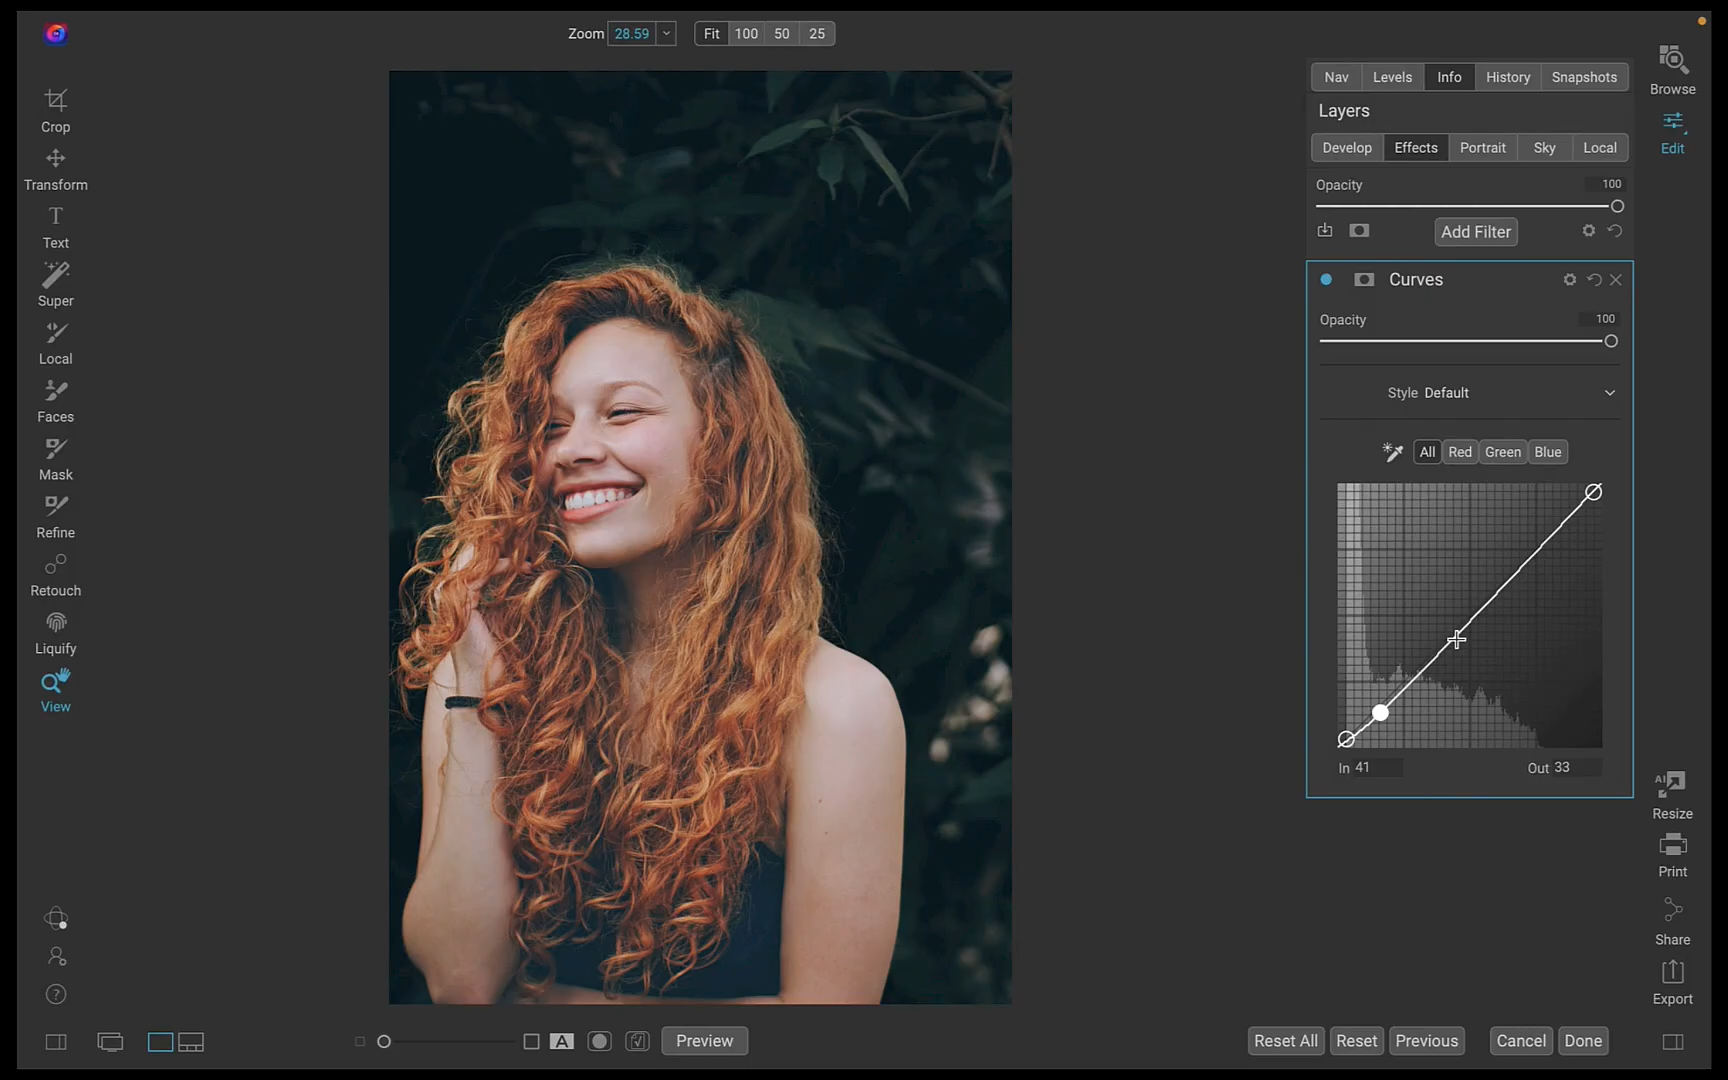 Zoom 28.59 Fit 100 50 25
Crop
Transform
T
Text
Super
Local
Faces
Mask
Refine
Retouch
Liquify
View
?
A
Preview
Nav Levels Info History Snapshots
Layers
Develop Effects Portrait Sky Local
Opacity 100
Add Filter
Curves
Opacity 100
Style Default
All Red Green Blue
In 41 Out 33
Reset All Reset Previous Cancel Done
Browse
Edit
AI
Resize
Print
Share
Export